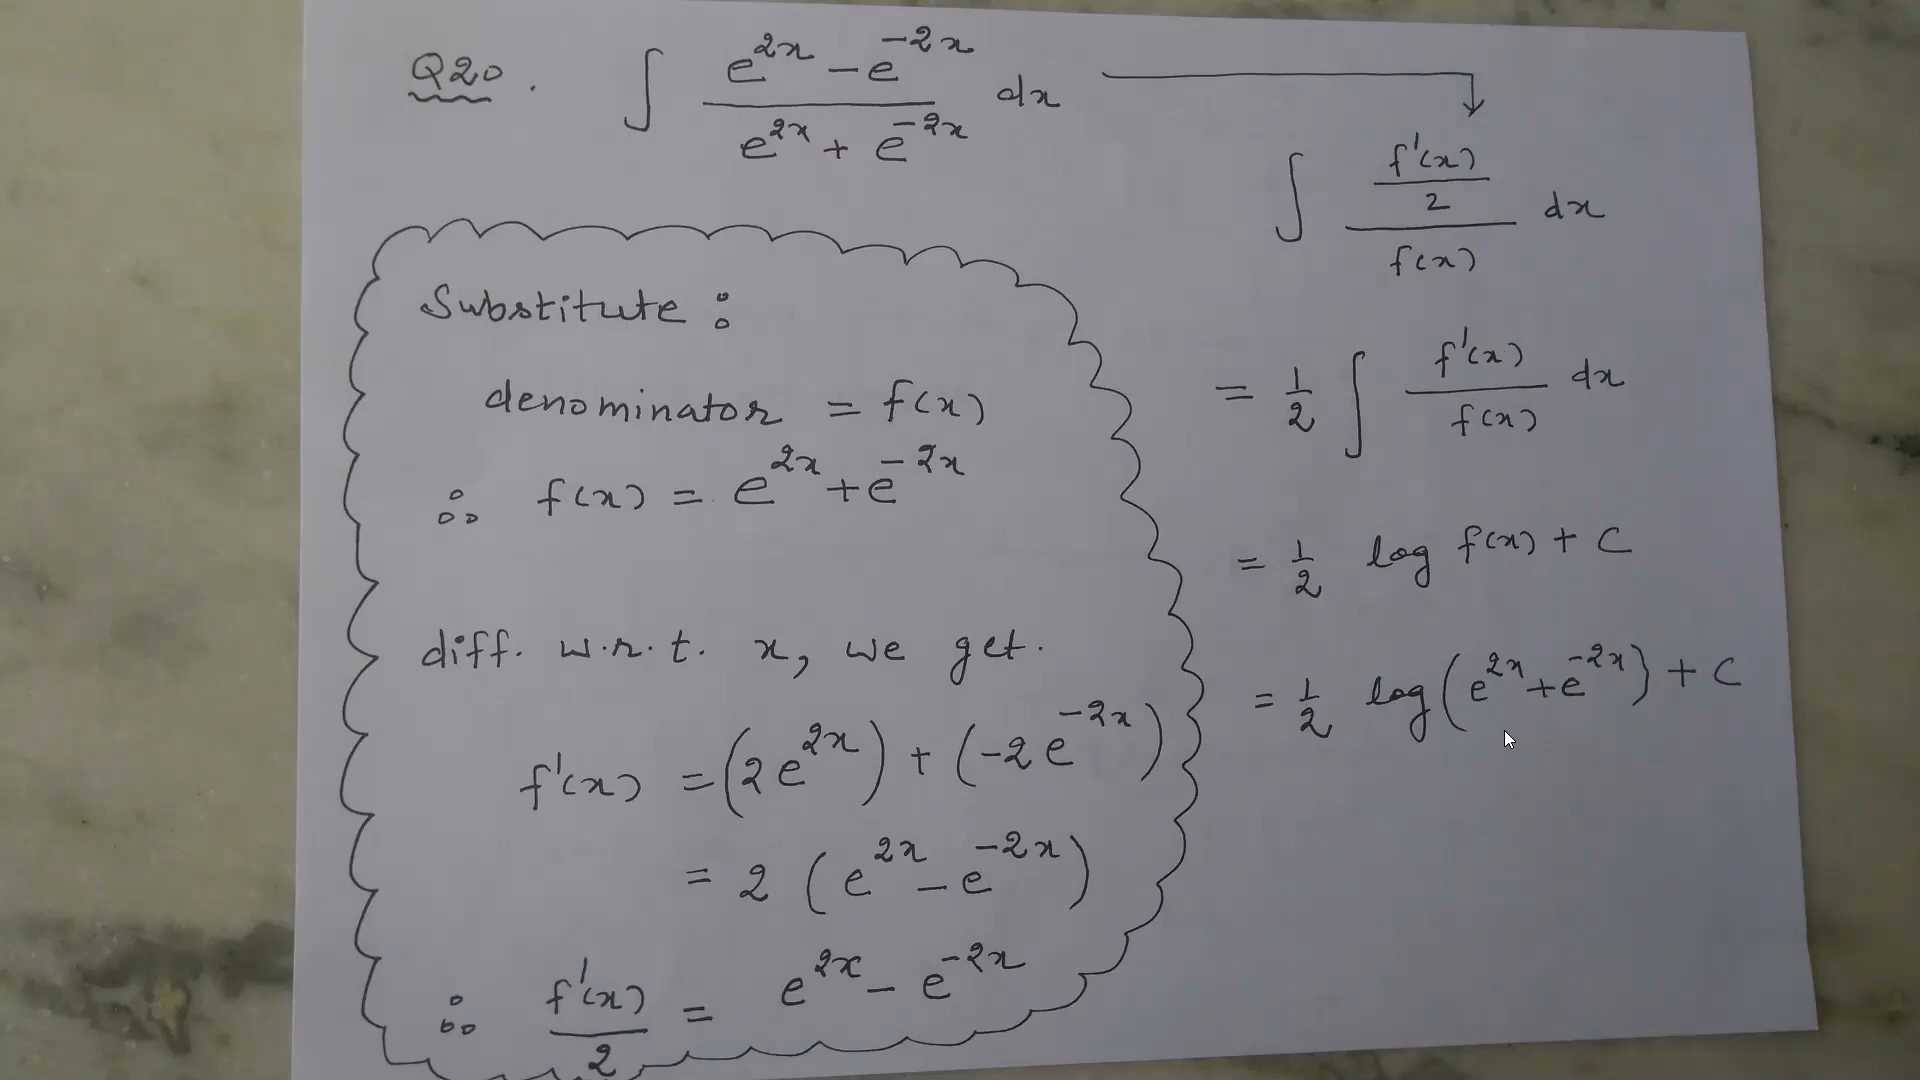 Q20. ∫ (e^{2x} - e^{-2x}) / (e^{2x} + e^{-2x}) dx
Substitute :
denominator = f(x)
∴ f(x) = e^{2x} + e^{-2x}
diff. w.r.t. x, we get.
f'(x) = (2e^{2x}) + (-2e^{-2x})
= 2 (e^{2x} - e^{-2x})
∴ f'(x)/2 = e^{2x} - e^{-2x}
∫ (f'(x)/2) / f(x) dx
= 1/2 ∫ f'(x)/f(x) dx
= 1/2 log f(x) + C
= 1/2 log (e^{2x} + e^{-2x}) + C